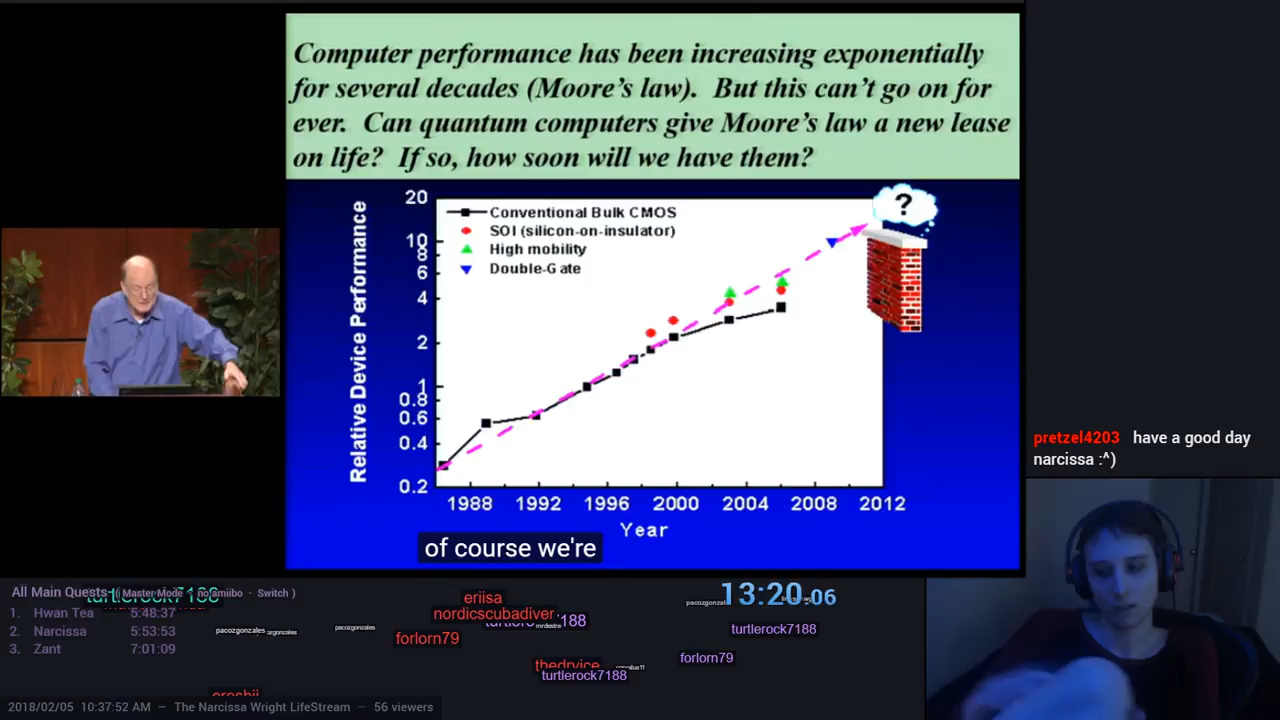 Computer performance has been increasing exponentially
for several decades (Moore's law). But this can't go on for
ever. Can quantum computers give Moore's law a new lease
on life? If so, how soon will we have them?
?
Relative Device Performance
20
10
8
6
4
2
1
0.8
0.6
0.4
0.2
Conventional Bulk CMOS
SOI (silicon-on-insulator)
High mobility
Double-Gate
1988 1992 1996 2000 2004 2008 2012
Year
of course we're
pretzel4203 have a good day
narcissa :^)
All Main Quests ( Master Mode - no amiibo - Switch )
1. Hwan Tea 5:48:37
2. Narcissa 5:53:53
3. Zant 7:01:09
turtlerock7188
pacozgonzales
pacozgonzales
eriisa
nordicscubadiver
188
forlorn79
thedrvice
turtlerock7188
13:20.06
turtlerock7188
forlorn79
2018/02/05 10:37:52 AM — The Narcissa Wright LifeStream — 56 viewers